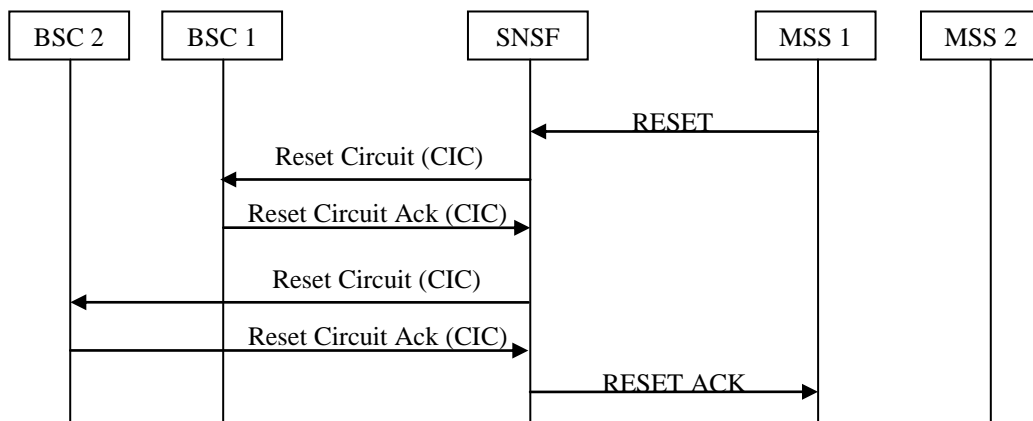 BSC 2
BSC 1
SNSF
MSS 1
MSS 2
RESET
Reset Circuit (CIC)
Reset Circuit Ack (CIC)
Reset Circuit (CIC)
Reset Circuit Ack (CIC)
RESET ACK